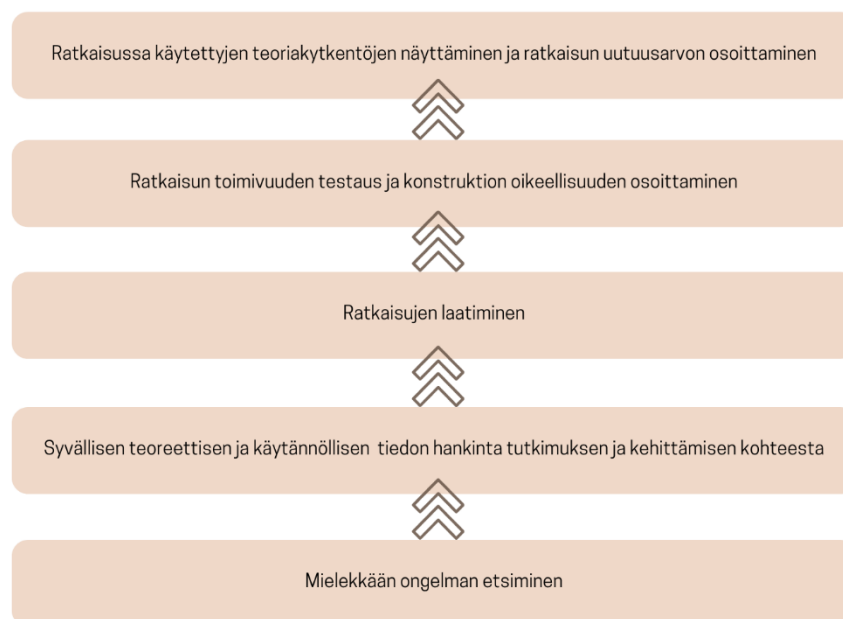 Ratkaisussa käytettyjen teoriakytkentöjen näyttäminen ja ratkaisun uutuusarvon osoittaminen
Ratkaisun toimivuuden testaus ja konstruktion oikeellisuuden osoittaminen
Ratkaisujen laatiminen
Syvällisen teoreettisen ja käytännöllisen tiedon hankinta tutkimuksen ja kehittämisen kohteesta
Mielekkään ongelman etsiminen